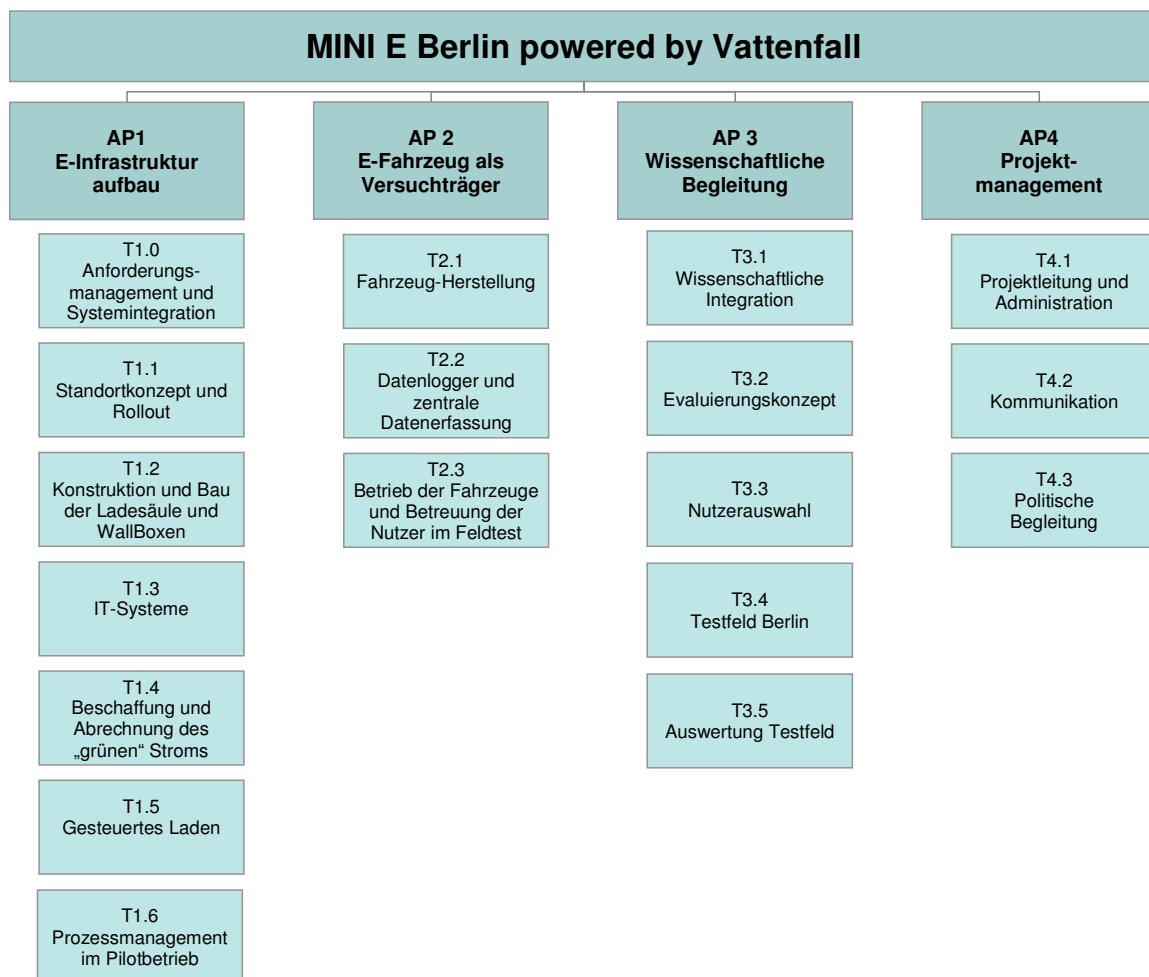 MINI E Berlin powered by Vattenfall
AP1
E-Infrastruktur
aufbau
T1.0
Anforderungs-
management und
Systemintegration
T1.1
Standortkonzept und
Rollout
T1.2
Konstruktion und Bau
der Ladesäule und
WallBoxen
T1.3
IT-Systeme
T1.4
Beschaffung und
Abrechnung des
„grünen“ Stroms
T1.5
Gesteuertes Laden
T1.6
Prozessmanagement
im Pilotbetrieb
AP 2
E-Fahrzeug als
Versuchträger
T2.1
Fahrzeug-Herstellung
T2.2
Datenlogger und
zentrale
Datenerfassung
T2.3
Betrieb der Fahrzeuge
und Betreuung der
Nutzer im Feldtest
AP 3
Wissenschaftliche
Begleitung
T3.1
Wissenschaftliche
Integration
T3.2
Evaluierungskonzept
T3.3
Nutzerauswahl
T3.4
Testfeld Berlin
T3.5
Auswertung Testfeld
AP4
Projekt-
management
T4.1
Projektleitung und
Administration
T4.2
Kommunikation
T4.3
Politische
Begleitung